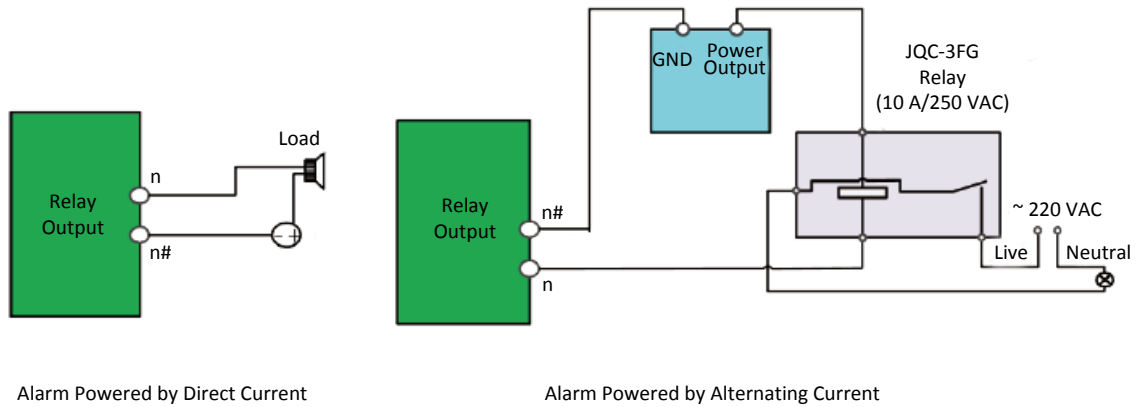 GND
Power
Output
JQC-3FG
Relay
(10 A/250 VAC)
Load
n
Relay
Output
n#
Relay
Output
n#
n
~ 220 VAC
Live
Neutral
Alarm Powered by Direct Current
Alarm Powered by Alternating Current